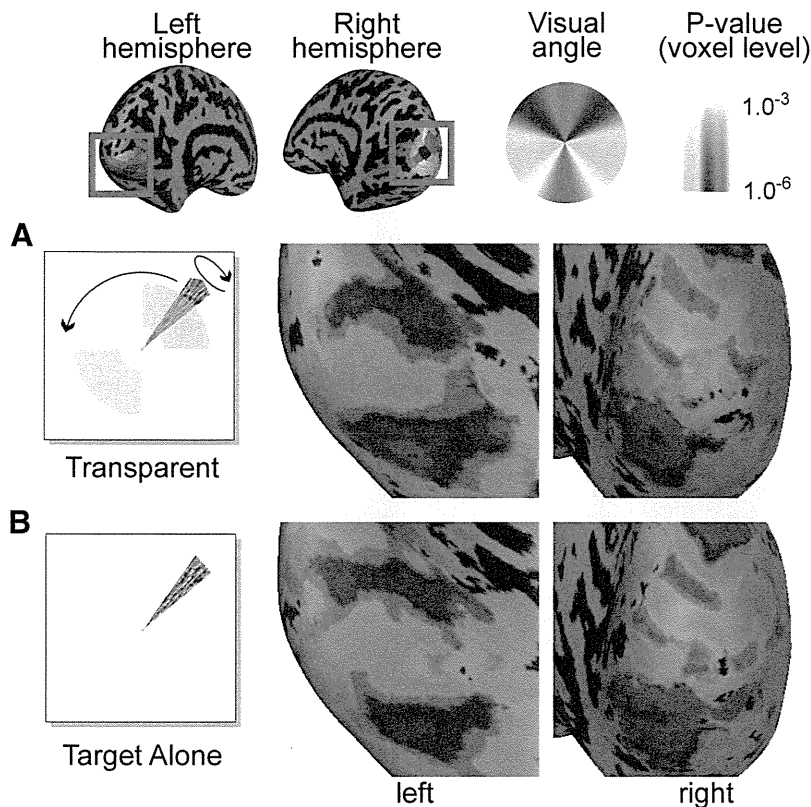 Left
hemisphere
Right
hemisphere
Visual
angle
P-value
(voxel level)
1.0-3
1.0-6
A
Transparent
B
Target Alone
left
right